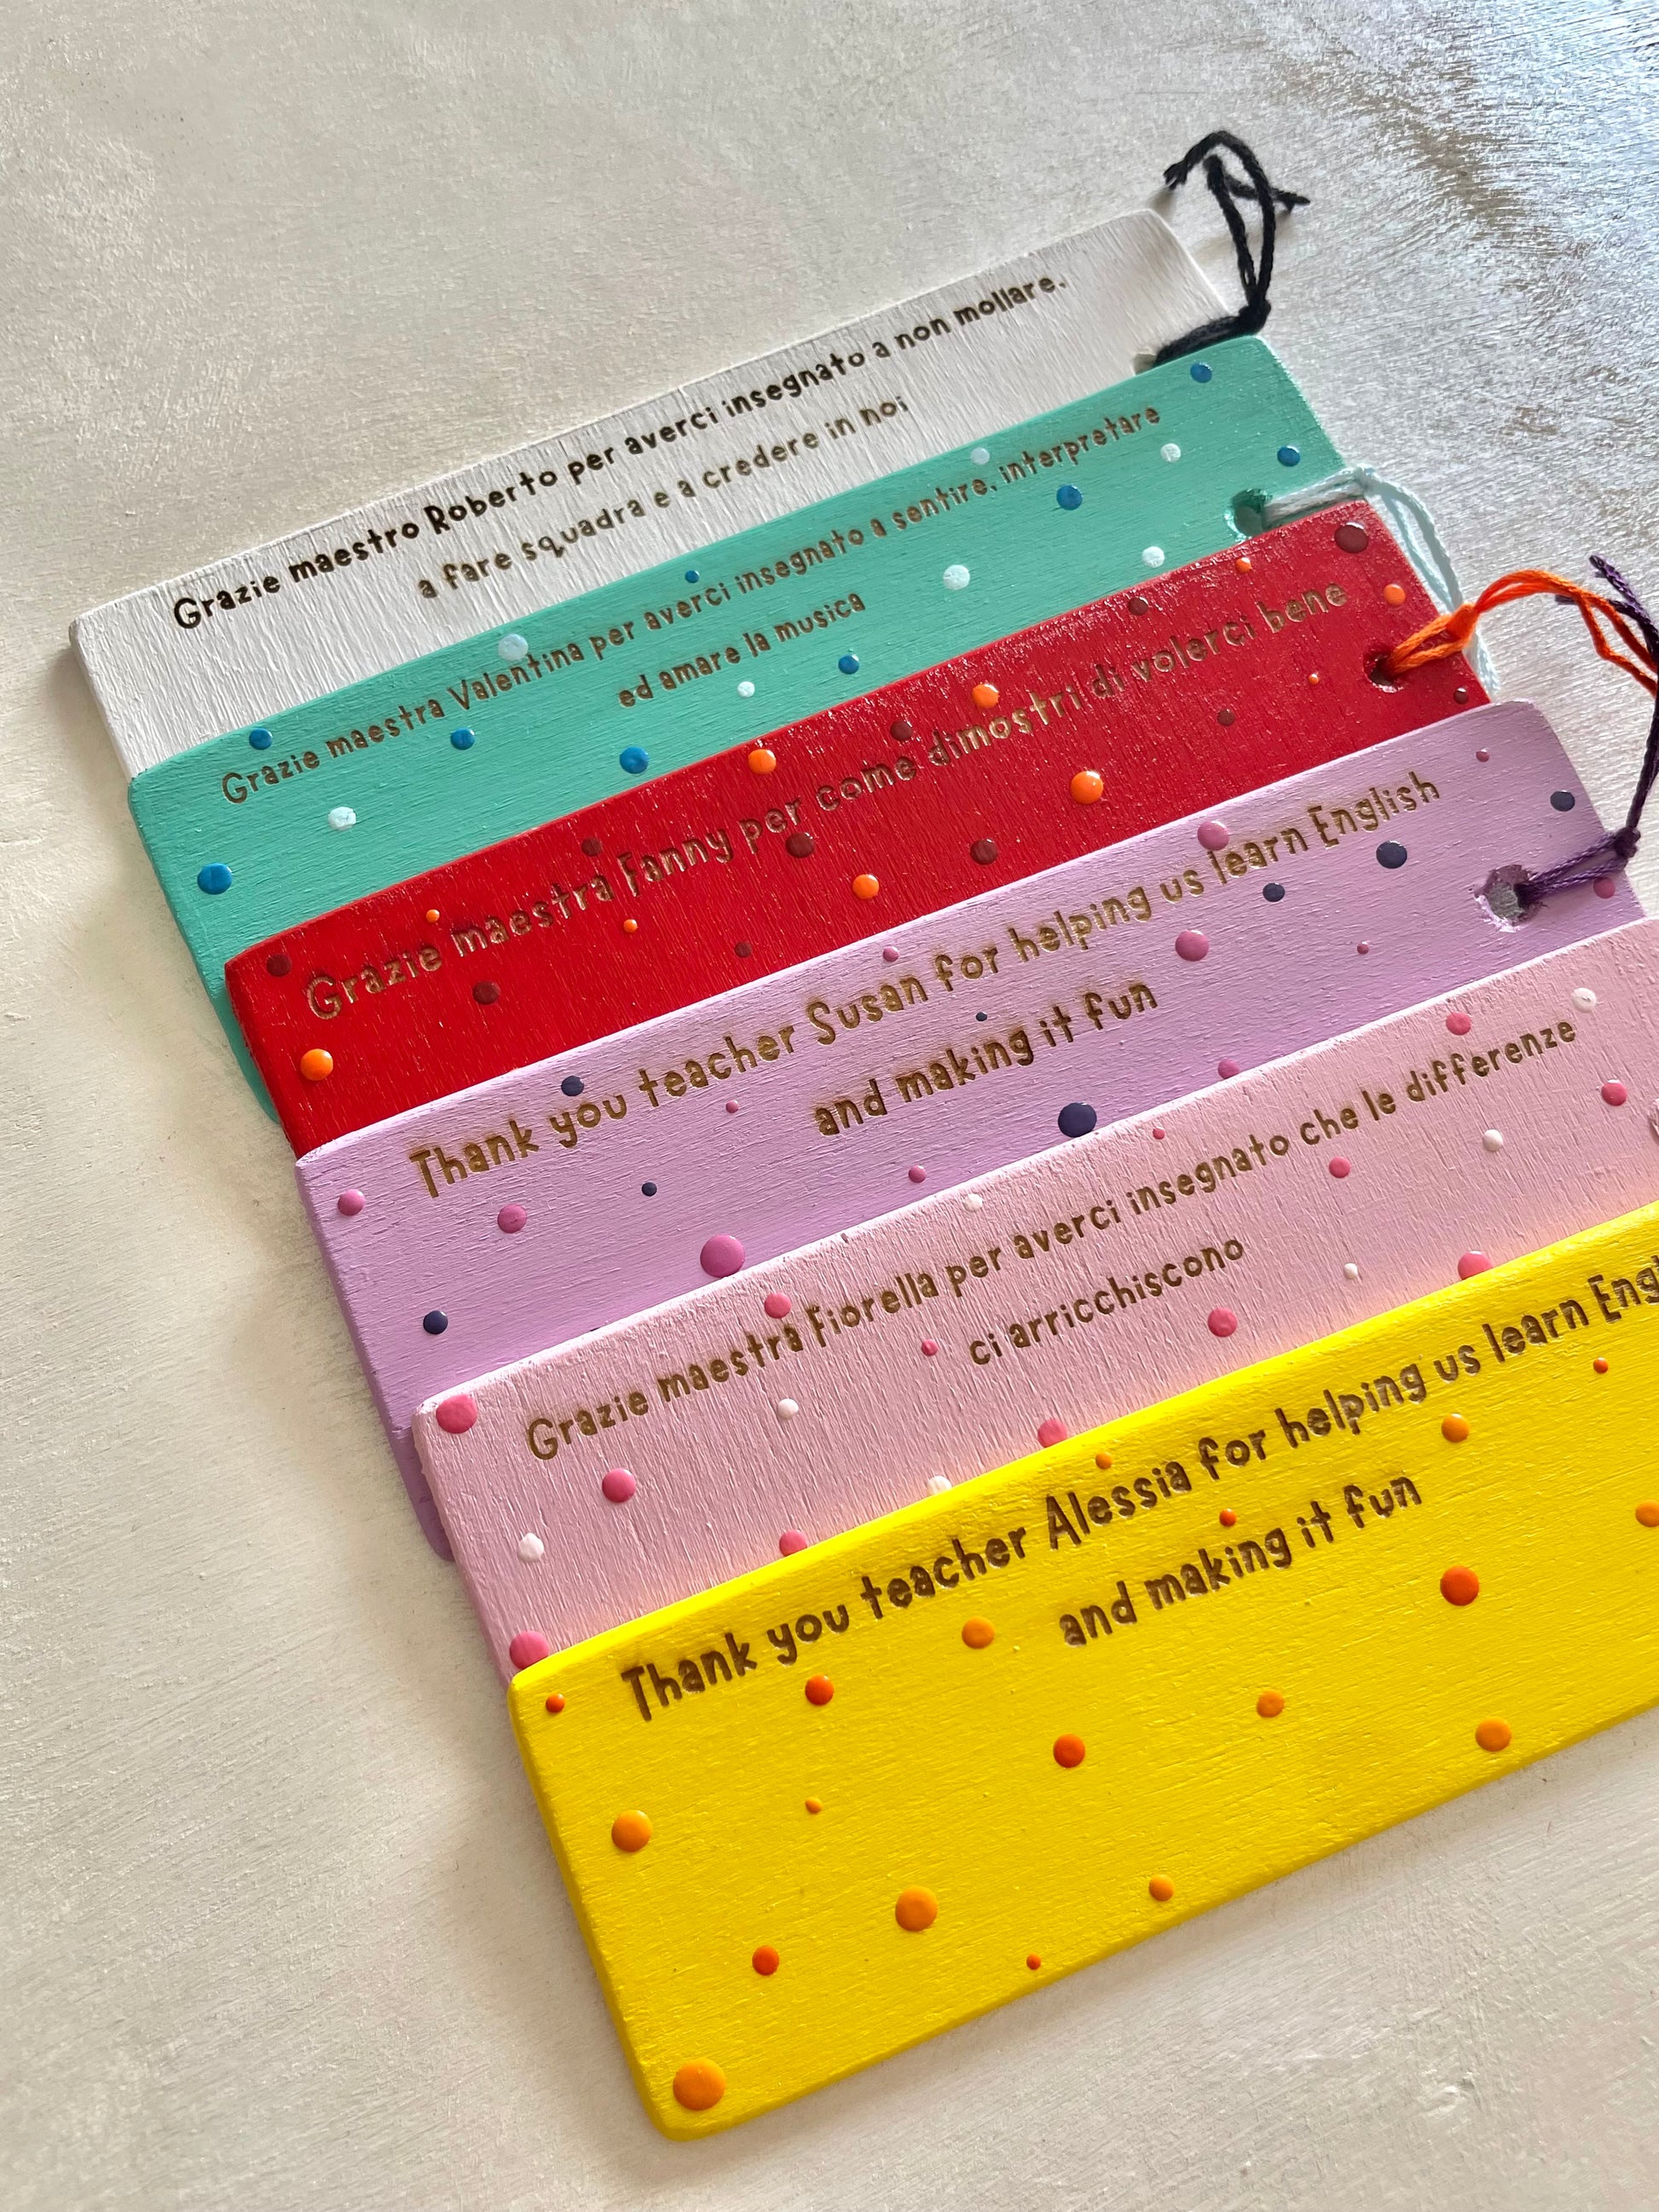 Grazie maestro Roberto per averci insegnato a non mollare,
a fare squadra e a credere in noi
Grazie maestra Valentina per averci insegnato a sentire, interpretare
ed amare la musica
Grazie maestra Fanny per come dimostri di volerci bene
Thank you teacher Susan for helping us learn English
and making it fun
Grazie maestra Fiorella per averci insegnato che le differenze
ci arricchiscono
Thank you teacher Alessia for helping us learn
and making it fun